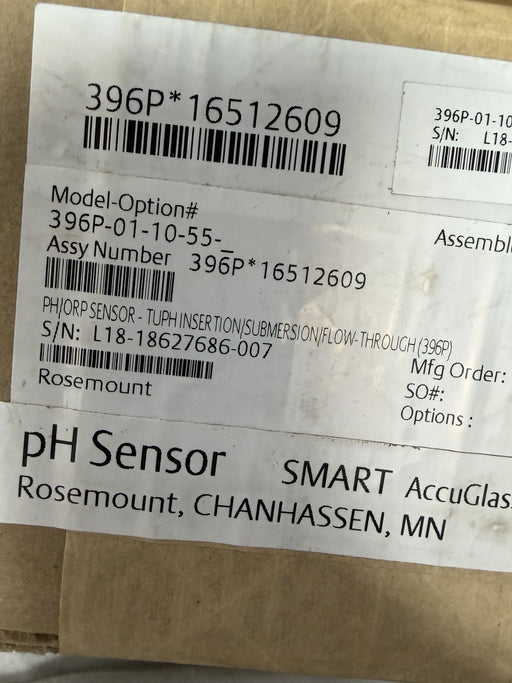 396P*16512609
396P-01-10
S/N: L18-
Model-Option#
396P-01-10-55-_
Assembl
Assy Number 396P*16512609
PH/ORP SENSOR - TUPH INSERTION/SUBMERSION/FLOW-THROUGH (396P)
S/N: L18-18627686-007
Mfg Order:
SO#:
Rosemount
Options :
pH Sensor SMART AccuGlas
Rosemount, CHANHASSEN, MN